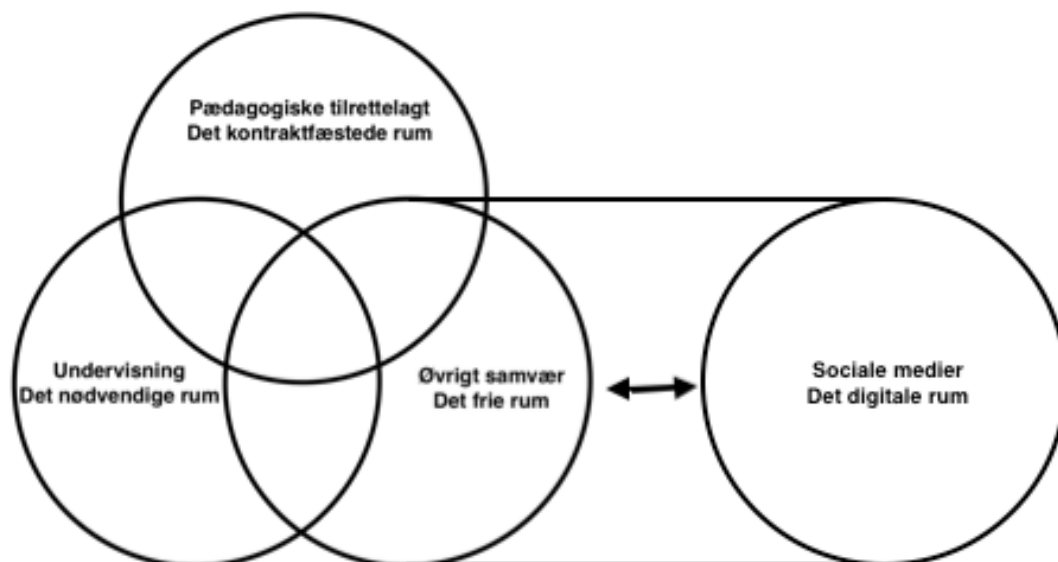 Pædagogiske tilrettelagt
Det kontraktfæstede rum
Undervisning
Det nødvendige rum
Øvrigt samvær
Det frie rum
Sociale medier
Det digitale rum